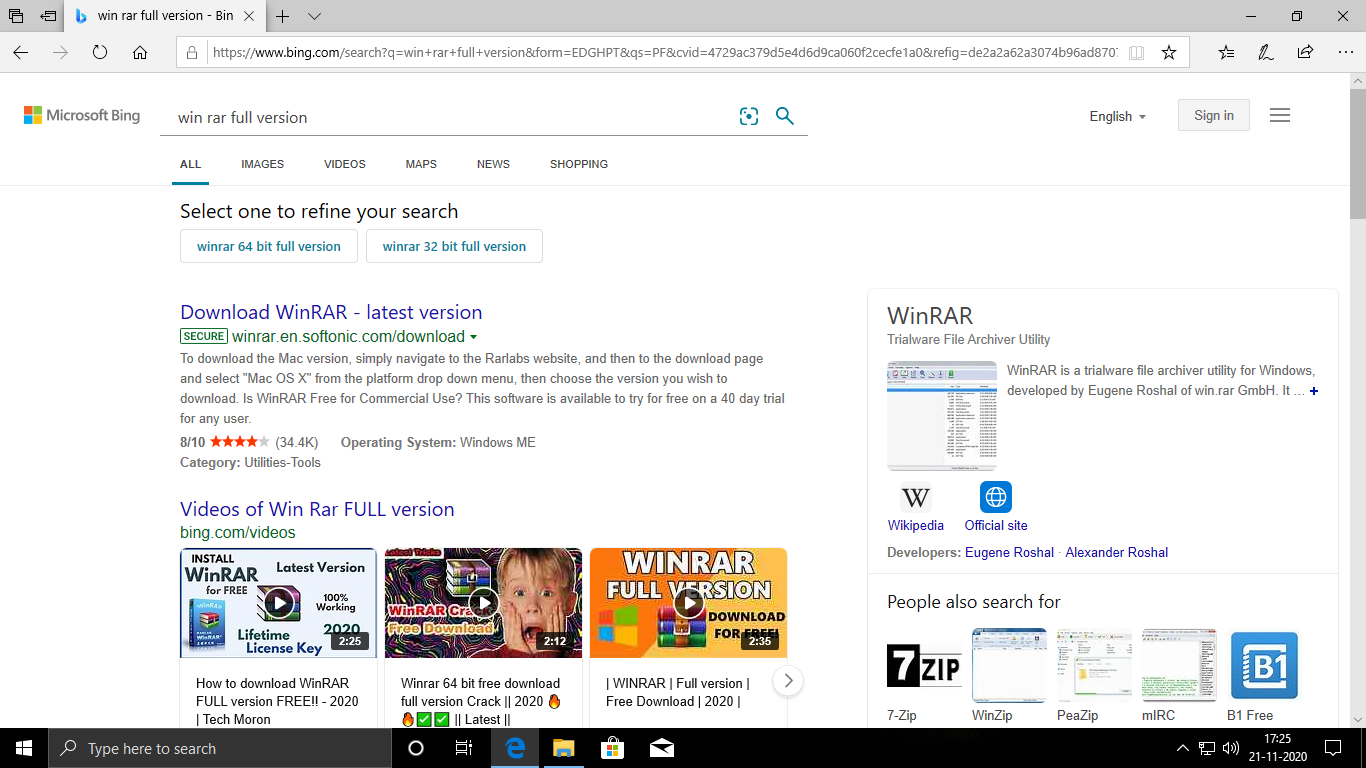 win rar full version - Bin
https://www.bing.com/search?q=win+rar+full+version&form=EDGHPT&qs=PF&cvid=4729ac379d5e4d6d9ca060f2cecfe1a0&refig=de2a2a62a3074b96ad870
Microsoft Bing
win rar full version
English
Sign in
ALL
IMAGES
VIDEOS
MAPS
NEWS
SHOPPING
Select one to refine your search
winrar 64 bit full version
winrar 32 bit full version
Download WinRAR - latest version
SECURE winrar.en.softonic.com/download
To download the Mac version, simply navigate to the Rarlabs website, and then to the download page
and select "Mac OS X" from the platform drop down menu, then choose the version you wish to
download. Is WinRAR Free for Commercial Use? This software is available to try for free on a 40 day trial
for any user.
8/10 (34.4K) Operating System: Windows ME
Category: Utilities-Tools
Videos of Win Rar FULL version
bing.com/videos
INSTALL
WinRAR
for FREE
Latest Version
100%
Working
2020
Lifetime
License Key
2:25
How to download WinRAR
FULL version FREE!! - 2020
| Tech Moron
Latest Tricks
WinRAR Crack
Free Download
2:12
Winrar 64 bit free download
full version Crack || 2020 🔥
🔥✅✅ || Latest ||
WINRAR
FULL VERSION
DOWNLOAD
FOR FREE!
2:35
| WINRAR | Full version |
Free Download | 2020 |
WinRAR
Trialware File Archiver Utility
WinRAR is a trialware file archiver utility for Windows,
developed by Eugene Roshal of win.rar GmbH. It ... +
W
Wikipedia
Official site
Developers: Eugene Roshal · Alexander Roshal
People also search for
7ZIP
7-Zip
WinZip
PeaZip
mIRC
B1
B1 Free
Type here to search
17:25
21-11-2020